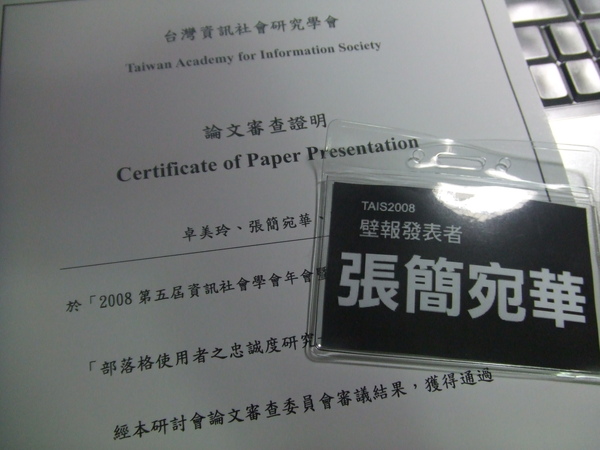 台灣資訊社會研究學會
Taiwan Academy for Information Society
論文審查證明
Certificate of Paper Presentation
卓美玲、張簡宛華、
於「2008 第五屆資訊社會學會年會暨
「部落格使用者之忠誠度研究
經本研討會論文審查委員會審議結果，獲得通過
TAIS2008
壁報發表者
張簡宛華